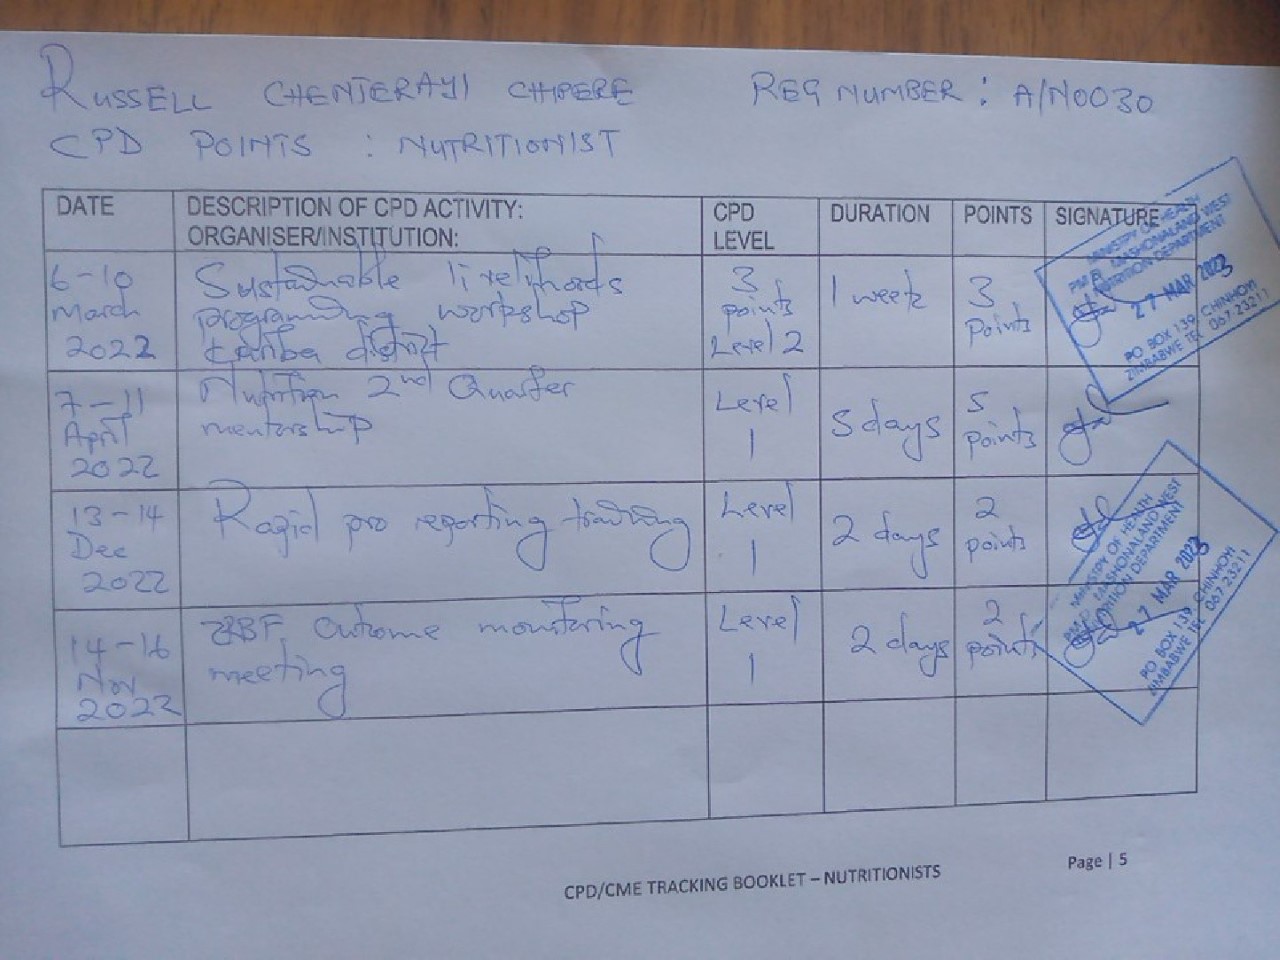 RUSSELL CHENJERAYI CHIPERE REG NUMBER : A/N0030
CPD POINTS : NUTRITIONIST
DATE DESCRIPTION OF CPD ACTIVITY: ORGANISER/INSTITUTION: CPD LEVEL DURATION POINTS SIGNATURE
6-10 March 2022 Sustainable livelihoods programming workshop Kariba district 3 points Level 2 1 week 3 Points
7-11 April 2022 Nutrition 2nd Quarter mentorship Level 1 5 days 5 points
13-14 Dec 2022 Rapid pro reporting training Level 1 2 days 2 points
14-16 Nov 2022 ZRBF Outcome monitoring meeting Level 1 2 days 2 points
MINISTRY OF HEALTH
PMD MASHONALAND WEST
NUTRITION DEPARTMENT
27 MAR 2023
PO BOX 139, CHINHOYI
ZIMBABWE TEL 067-23211
MINISTRY OF HEALTH
PMD MASHONALAND WEST
NUTRITION DEPARTMENT
27 MAR 2023
PO BOX 139, CHINHOYI
ZIMBABWE TEL 067-23211
CPD/CME TRACKING BOOKLET – NUTRITIONISTS
Page | 5